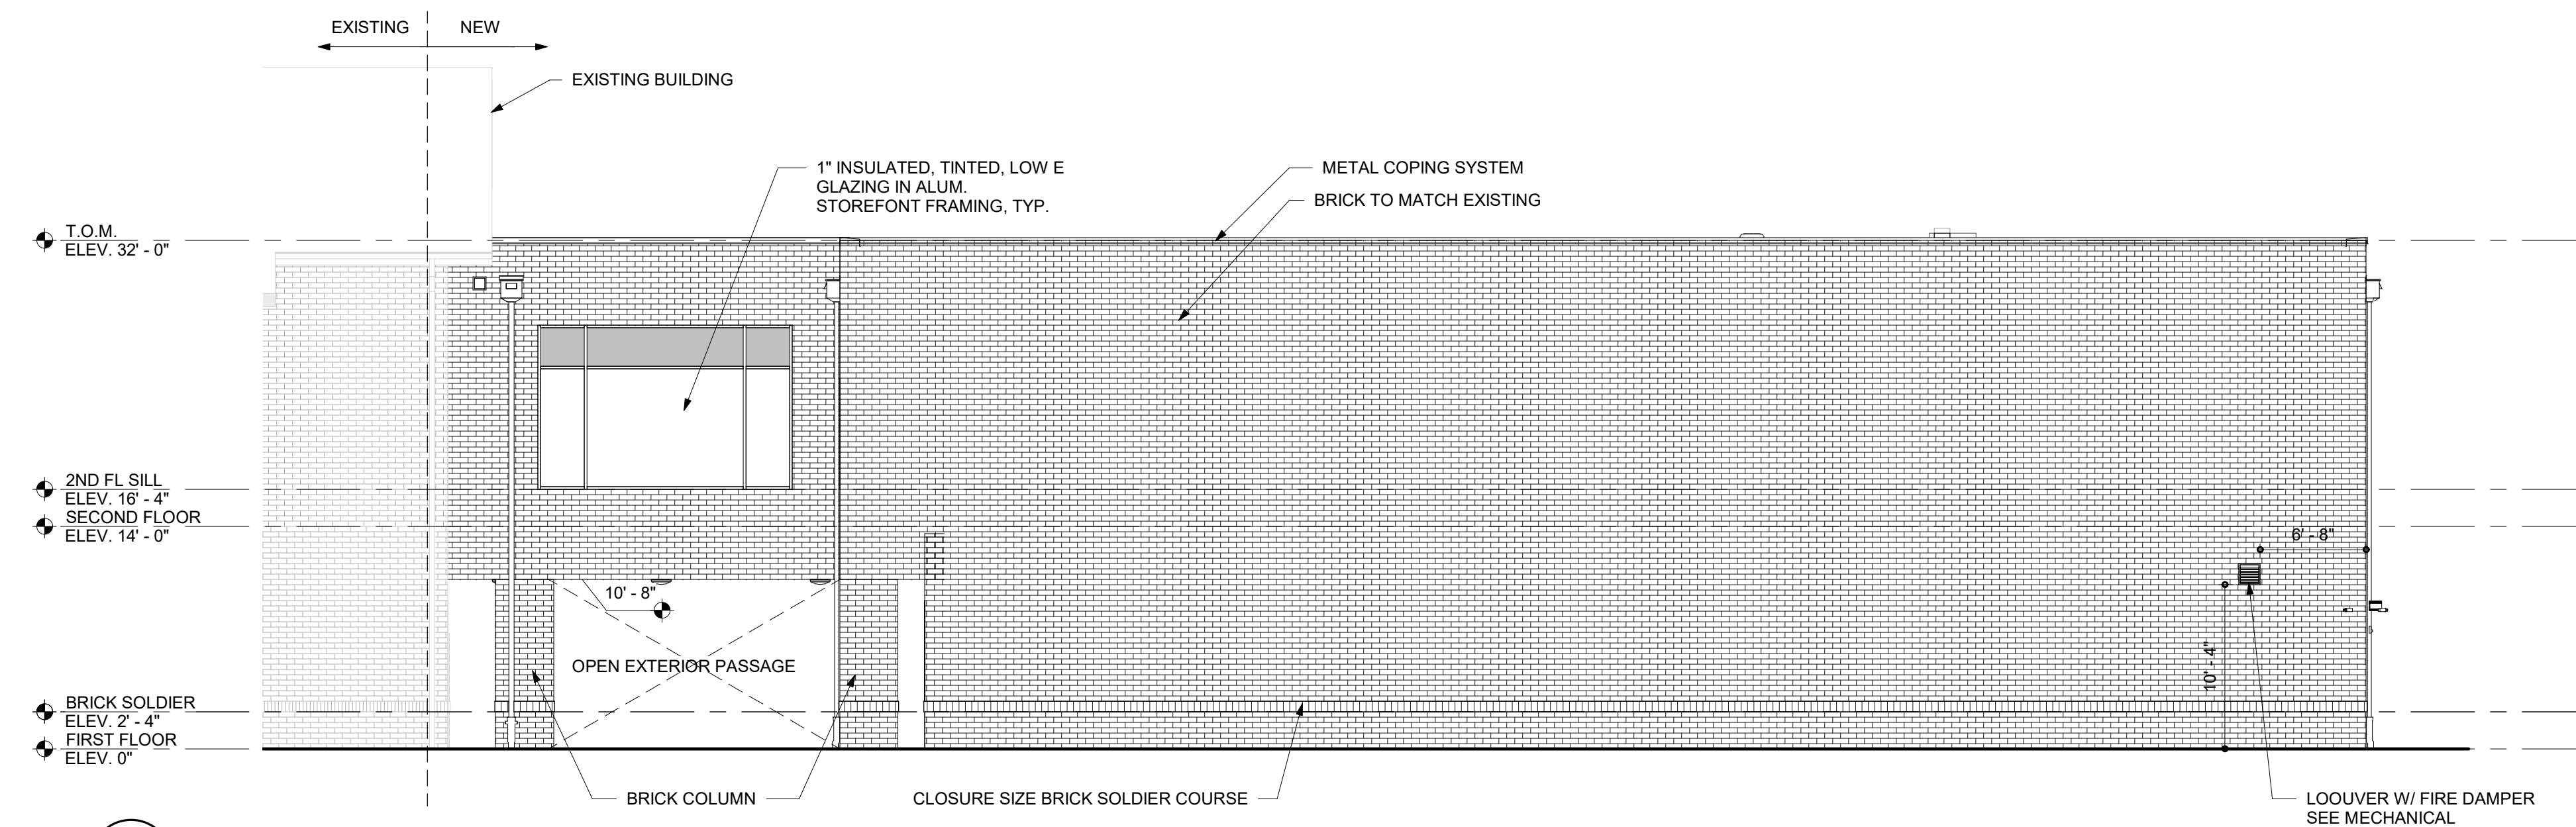 EXISTING
NEW
EXISTING BUILDING
1" INSULATED, TINTED, LOW E
GLAZING IN ALUM.
STOREFONT FRAMING, TYP.
METAL COPING SYSTEM
BRICK TO MATCH EXISTING
T.O.M.
ELEV. 32' - 0"
2ND FL SILL
ELEV. 16' - 4"
SECOND FLOOR
ELEV. 14' - 0"
6' - 8"
10' - 8"
10' - 4"
OPEN EXTERIOR PASSAGE
BRICK SOLDIER
ELEV. 2' - 4"
FIRST FLOOR
ELEV. 0"
BRICK COLUMN
CLOSURE SIZE BRICK SOLDIER COURSE
LOOUVER W/ FIRE DAMPER
SEE MECHANICAL